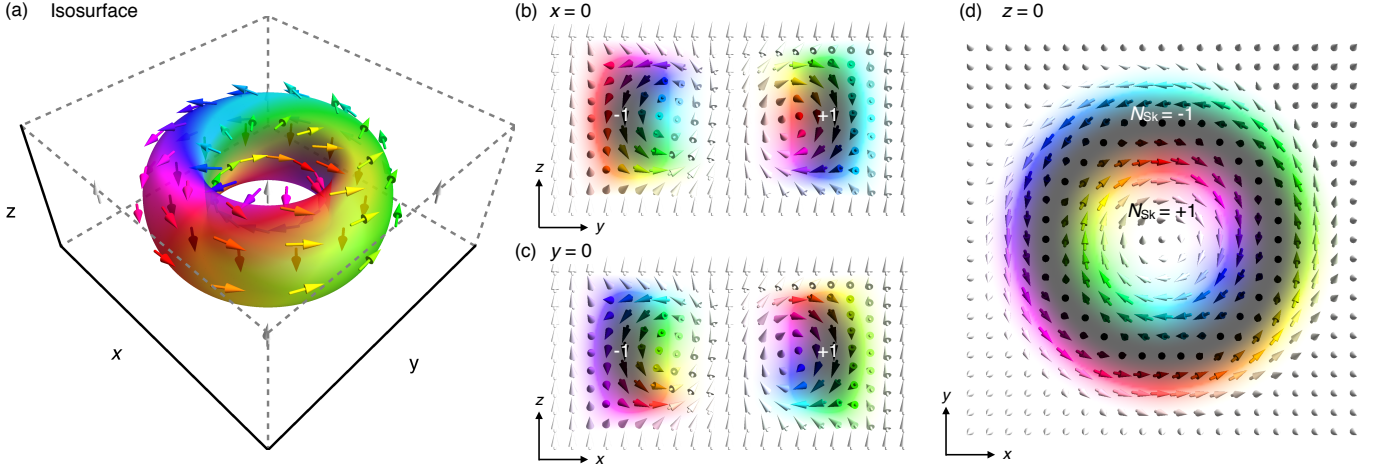 (a) Isosurface
z
x
y
(b) x = 0
-1
+1
z
y
(c) y = 0
-1
+1
z
x
(d) z = 0
NSk = -1
NSk = +1
y
x